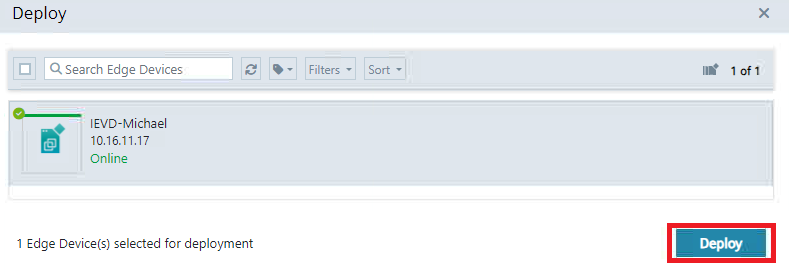 Deploy
Search Edge Devices
Filters
Sort
1 of 1
IEVD-Michael
10.16.11.17
Online
1 Edge Device(s) selected for deployment
Deploy